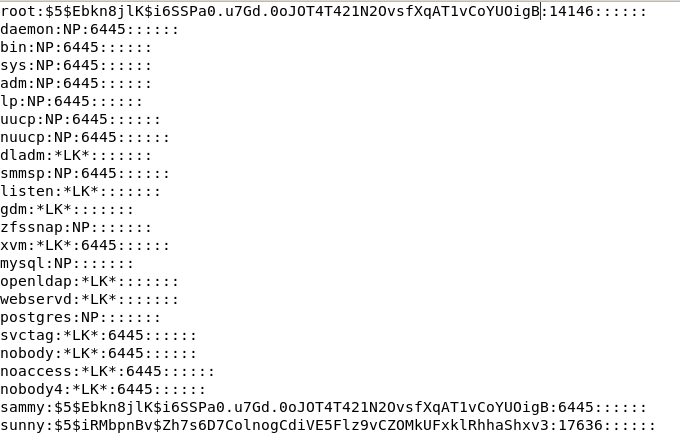 root:$5$Ebkn8jlK$i6SSPa0.u7Gd.0oJOT4T421N2OvsfXqAT1vCoYUOigB:14146::::::
daemon:NP:6445::::::
bin:NP:6445::::::
sys:NP:6445::::::
adm:NP:6445::::::
lp:NP:6445::::::
uucp:NP:6445::::::
nuucp:NP:6445::::::
dladm:*LK*:::::::
smmsp:NP:6445::::::
listen:*LK*:::::::
gdm:*LK*:::::::
zfssnap:NP:::::::
xvm:*LK*:6445::::::
mysql:NP:::::::
openldap:*LK*:::::::
webservd:*LK*:::::::
postgres:NP:::::::
svctag:*LK*:6445::::::
nobody:*LK*:6445::::::
noaccess:*LK*:6445::::::
nobody4:*LK*:6445::::::
sammy:$5$Ebkn8jlK$i6SSPa0.u7Gd.0oJOT4T421N2OvsfXqAT1vCoYUOigB:6445::::::
sunny:$5$iRMbpnBv$Zh7s6D7ColnogCdiVE5Flz9vCZOMkUFxklRhhaShxv3:17636::::::